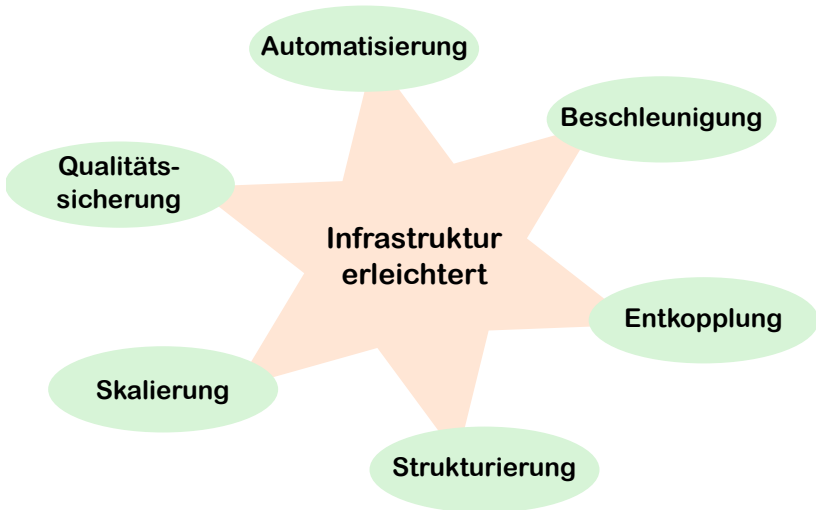 Automatisierung
Beschleunigung
Qualitäts-
sicherung
Infrastruktur
erleichtert
Entkopplung
Skalierung
Strukturierung